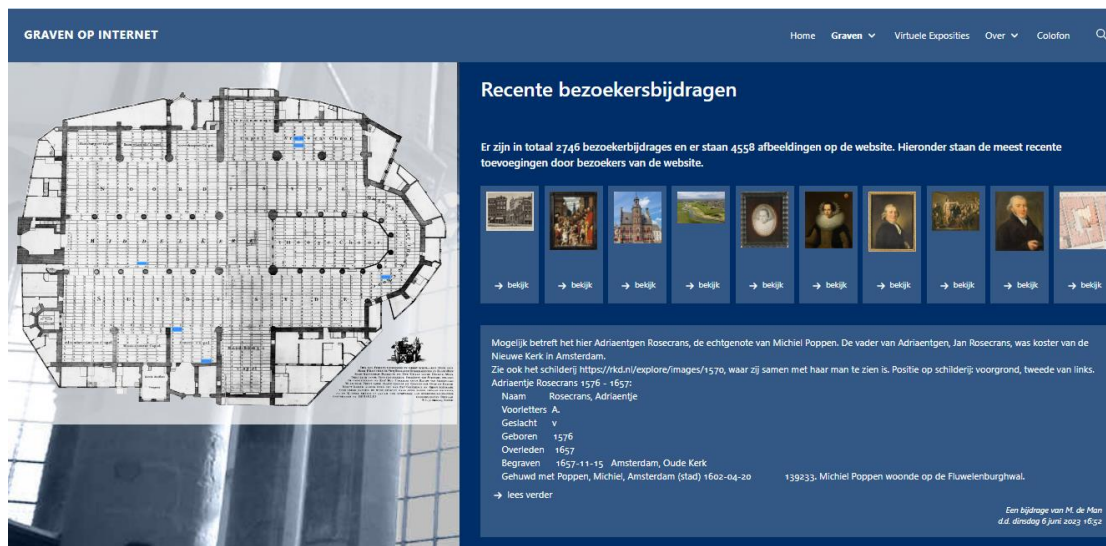 GRAVEN OP INTERNET
Home Graven Virtuele Exposities Over Colofon
Recente bezoekersbijdragen
Er zijn in totaal 2746 bezoekerbijdrages en er staan 4558 afbeeldingen op de website. Hieronder staan de meest recente
toevoegingen door bezoekers van de website.
→ bekijk → bekijk → bekijk → bekijk → bekijk → bekijk → bekijk → bekijk → bekijk → bekijk
Mogelijk betreft het hier Adriaentgen Rosecrans, de echtgenote van Michiel Poppen. De vader van Adriaentgen, Jan Rosecrans, was koster van de
Nieuwe Kerk in Amsterdam.
Zie ook het schilderij https://rkd.nl/explore/images/1570, waar zij samen met haar man te zien is. Positie op schilderij: voorgrond, tweede van links.
Adriaentje Rosecrans 1576 - 1657:
Naam Rosecrans, Adriaentje
Voorletters A.
Geslacht v
Geboren 1576
Overleden 1657
Begraven 1657-11-15 Amsterdam, Oude Kerk
Gehuwd met Poppen, Michiel, Amsterdam (stad) 1602-04-20 139233. Michiel Poppen woonde op de Fluwelenburghwal.
→ lees verder
Een bijdrage van M. de Man
d.d. dinsdag 6 juni 2023 16:52